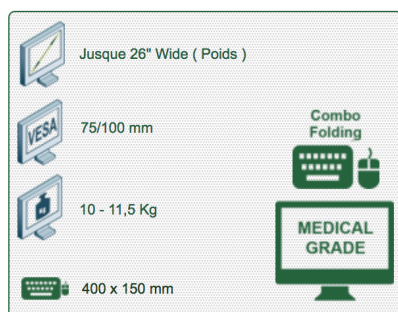 Jusque 26" Wide ( Poids )
VESA
75/100 mm
Combo
Folding
KG
10 - 11,5 Kg
MEDICAL
GRADE
400 x 150 mm